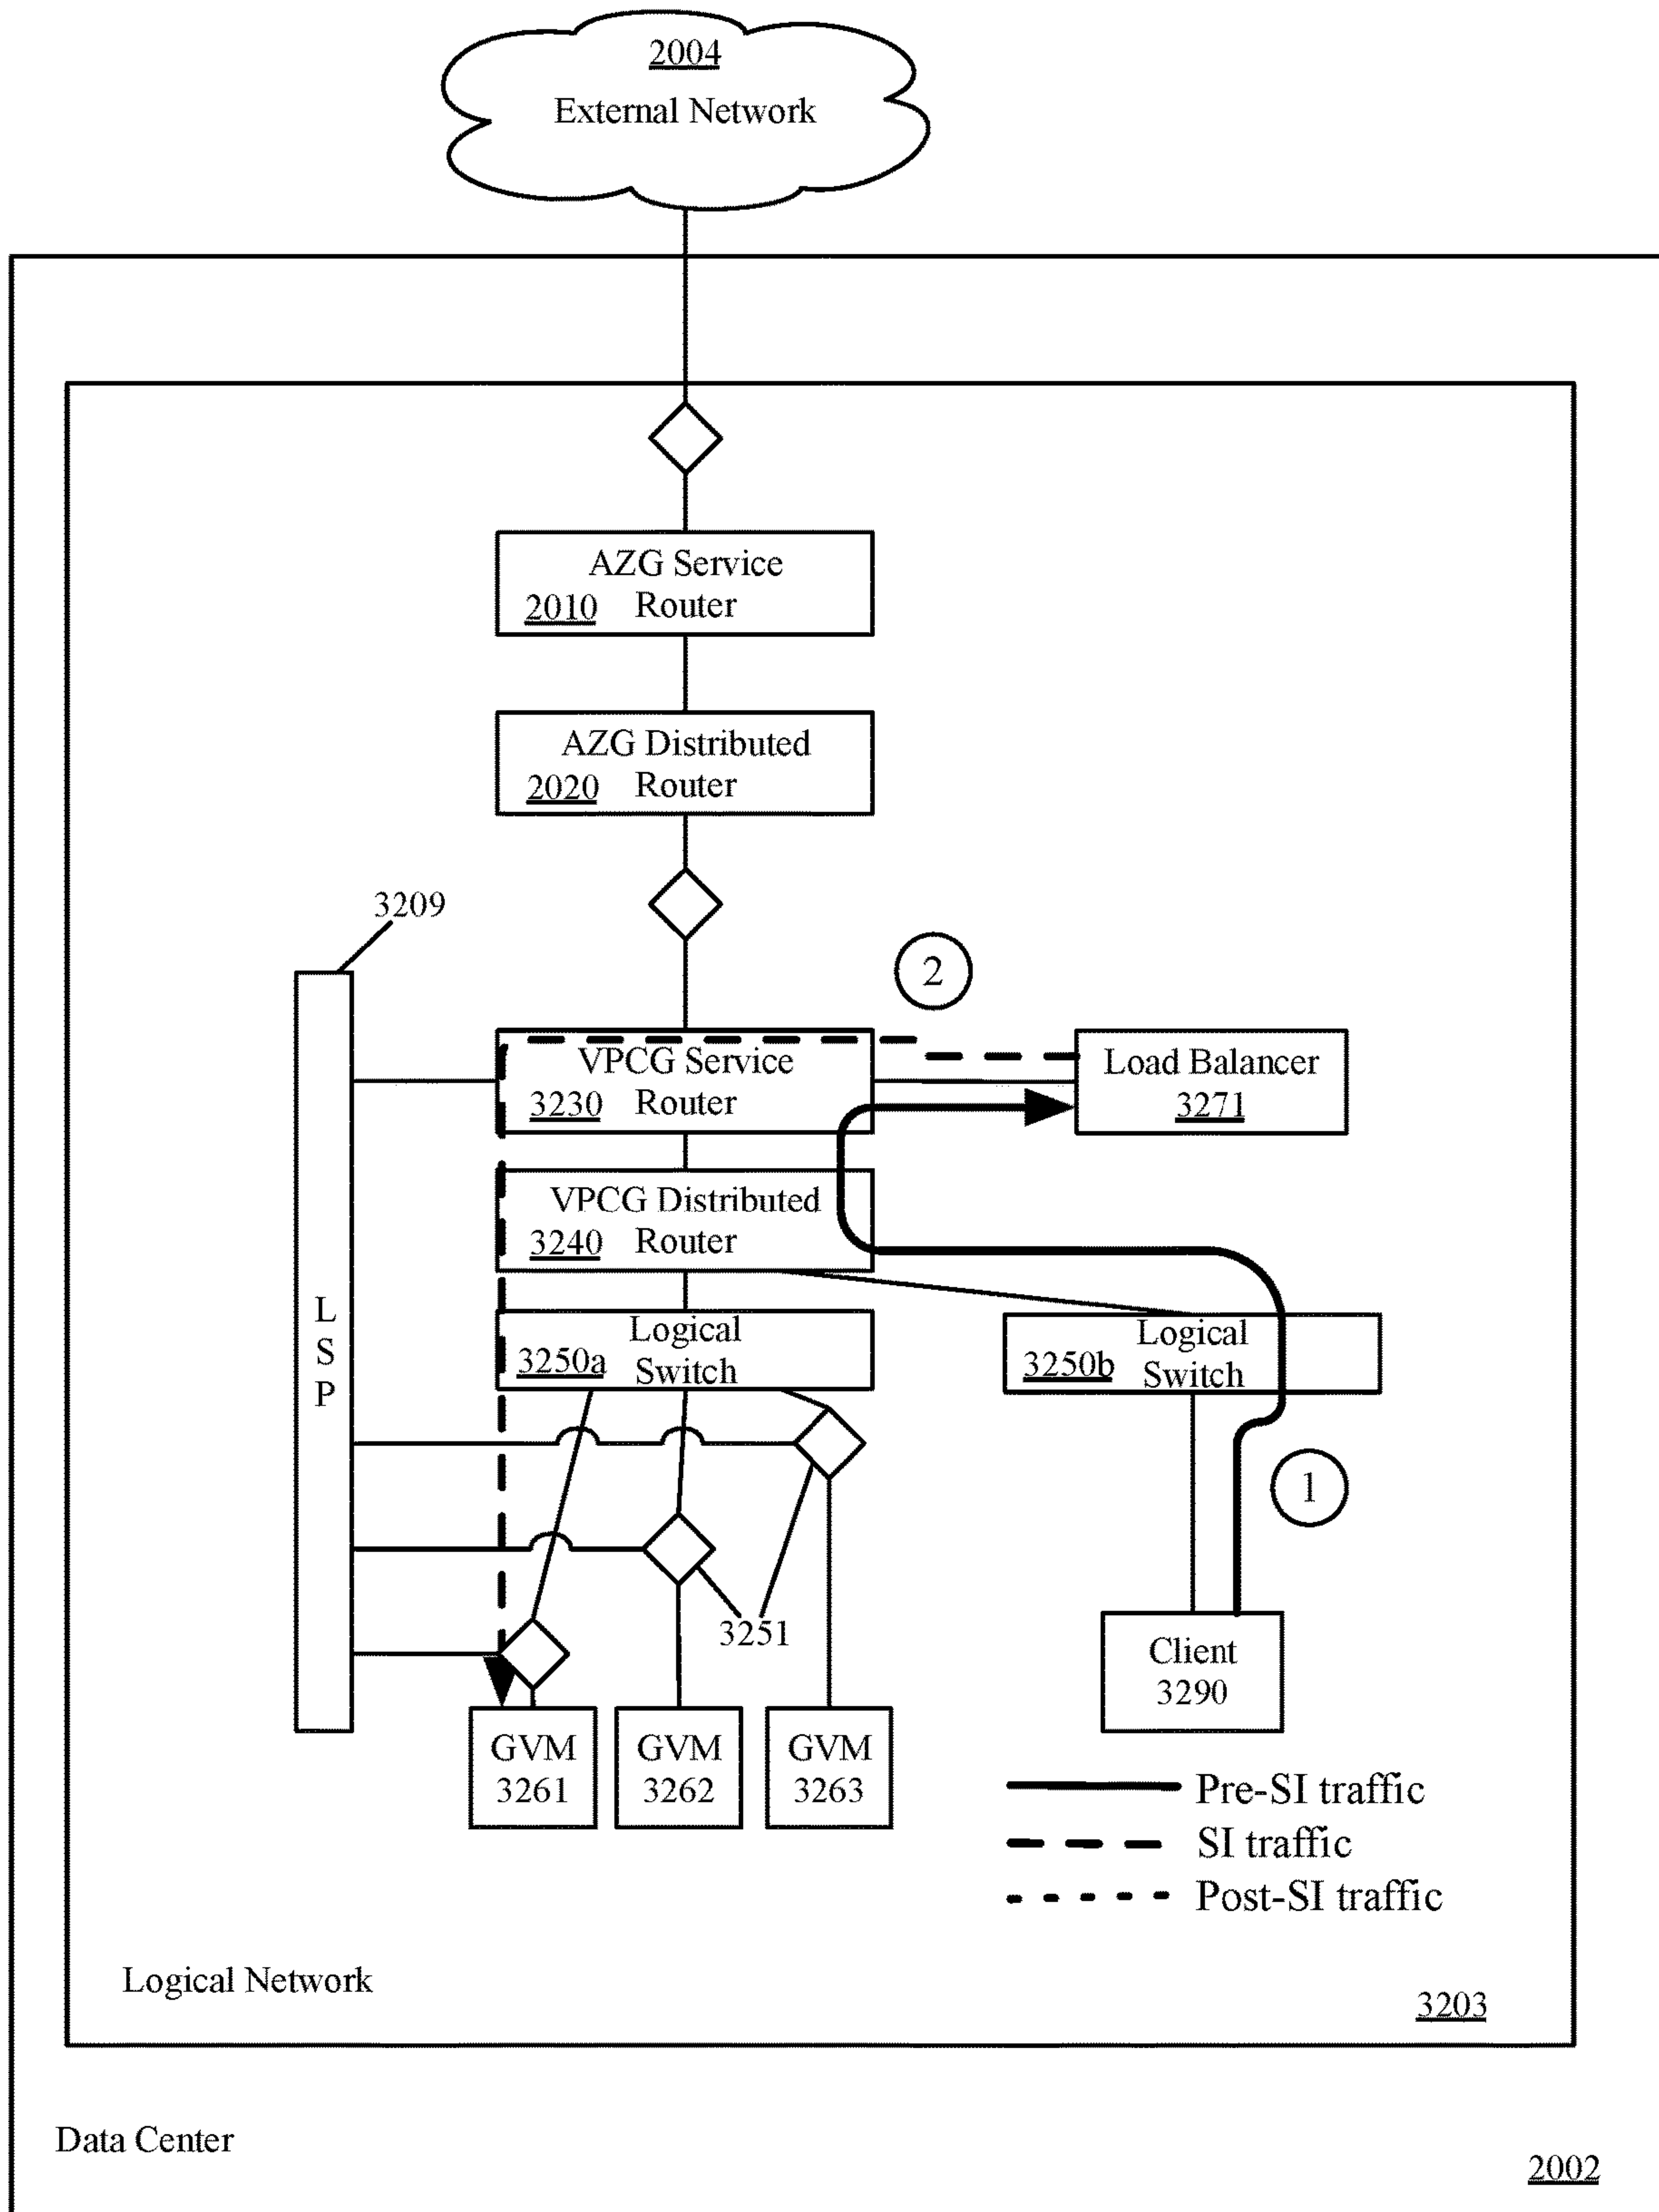 2004
External Network
AZG Service
2010 Router
AZG Distributed
2020 Router
3209
2
VPCG Service
3230 Router
Load Balancer
3271
VPCG Distributed
3240 Router
L
S
P
Logical
3250a Switch
Logical
3250b Switch
1
3251
Client
3290
GVM
3261
GVM
3262
GVM
3263
Pre-SI traffic
SI traffic
Post-SI traffic
Logical Network
3203
Data Center
2002